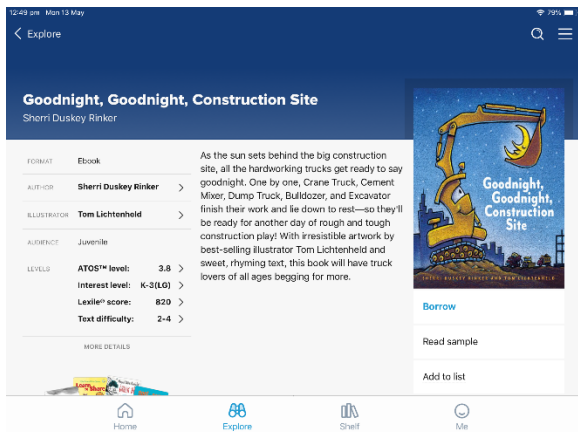 12:49 pm Mon 13 May
79%
Explore
Goodnight, Goodnight, Construction Site
Sherri Duskey Rinker
FORMAT Ebook
AUTHOR Sherri Duskey Rinker
ILLUSTRATOR Tom Lichtenheld
AUDIENCE Juvenile
LEVELS ATOS™ level: 3.8
Interest level: K-3(LG)
Lexile® score: 820
Text difficulty: 2-4
MORE DETAILS
As the sun sets behind the big construction
site, all the hardworking trucks get ready to say
goodnight. One by one, Crane Truck, Cement
Mixer, Dump Truck, Bulldozer, and Excavator
finish their work and lie down to rest—so they'll
be ready for another day of rough and tough
construction play! With irresistible artwork by
best-selling illustrator Tom Lichtenheld and
sweet, rhyming text, this book will have truck
lovers of all ages begging for more.
Goodnight,
Goodnight,
Construction
Site
SHERRI DUSKEY RINKER AND TOM LICHTENHELD
Borrow
Read sample
Add to list
Home
Explore
Shelf
Me